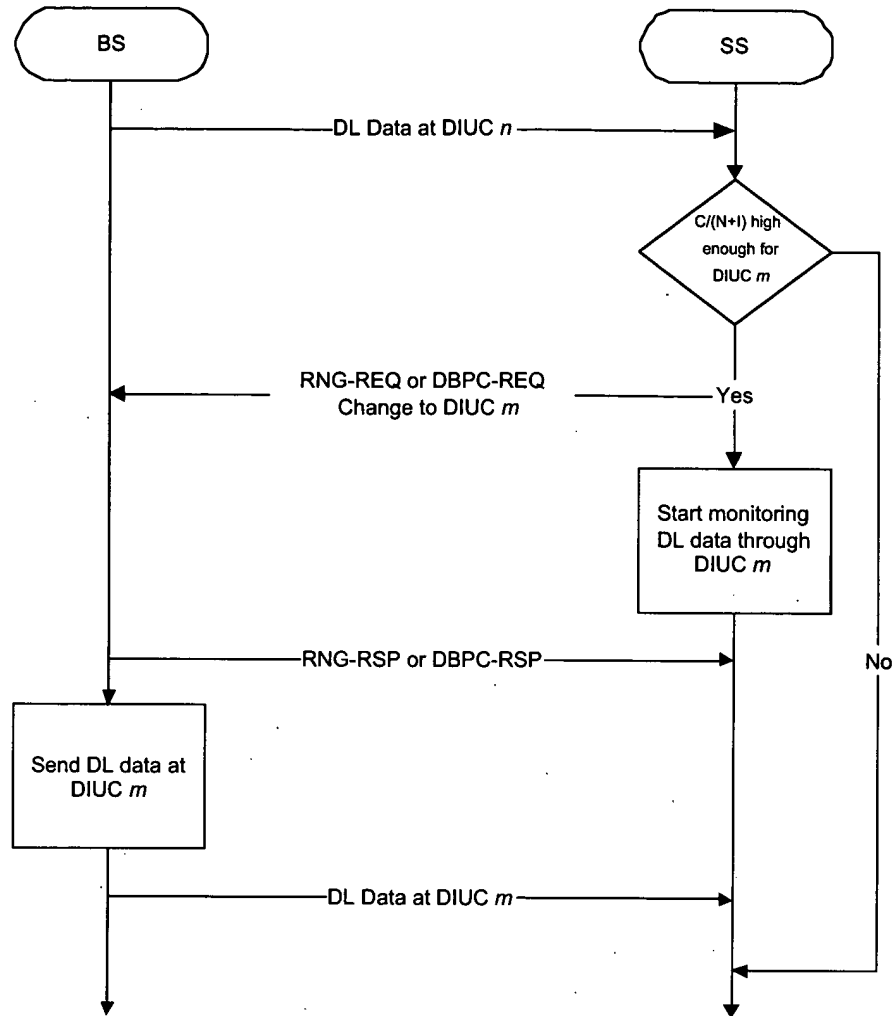 BS
SS
DL Data at DIUC n
C/(N+I) high
enough for
DIUC m
RNG-REQ or DBPC-REQ
Change to DIUC m
Yes
Start monitoring
DL data through
DIUC m
RNG-RSP or DBPC-RSP
No
Send DL data at
DIUC m
DL Data at DIUC m